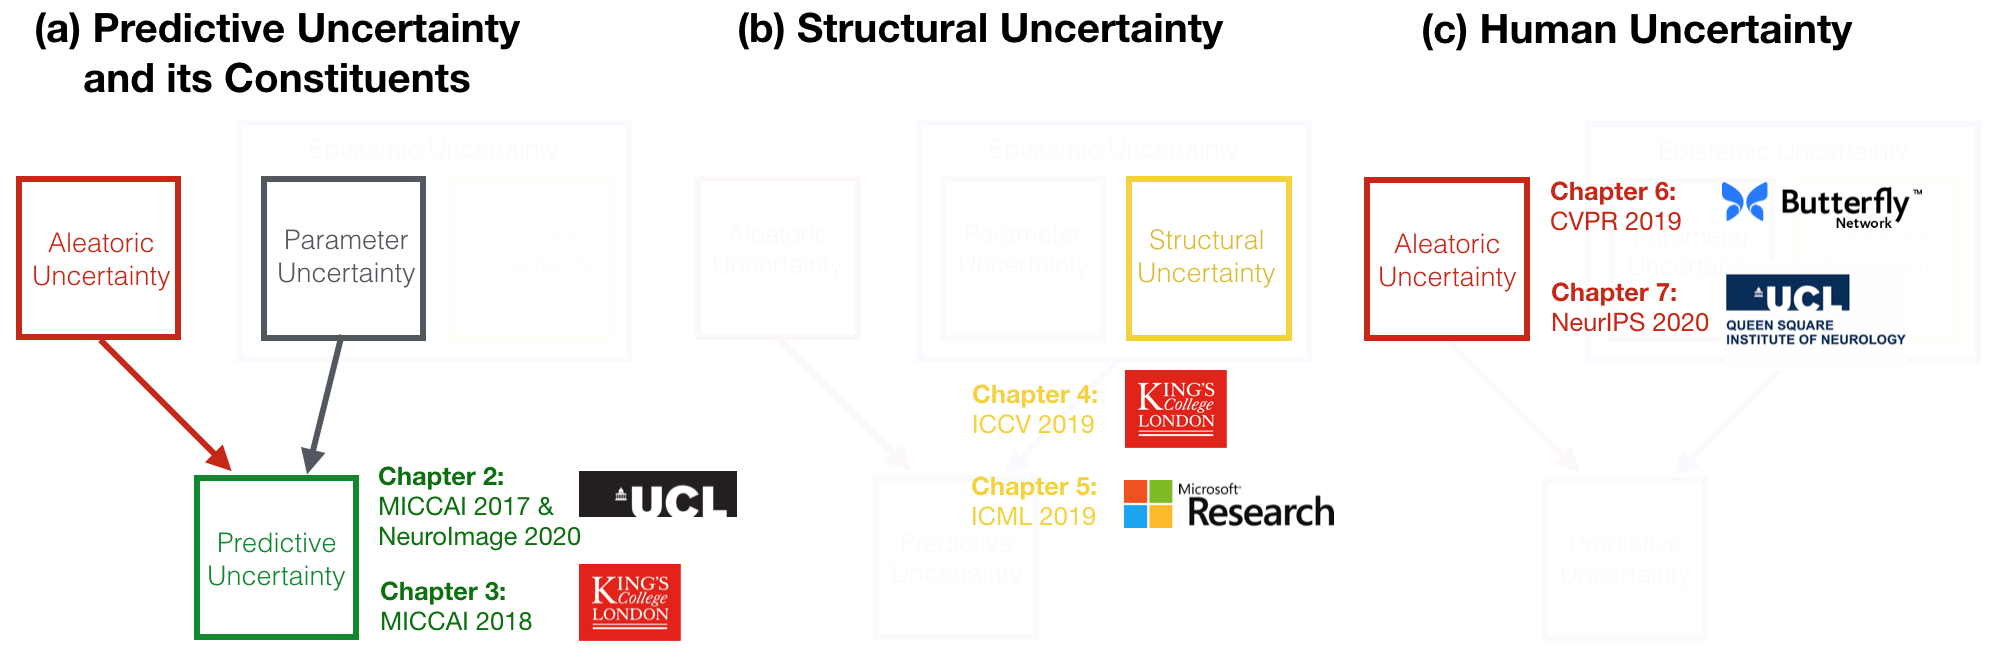 (a) Predictive Uncertainty
and its Constituents
Epistemic Uncertainty
Aleatoric
Uncertainty
Parameter
Uncertainty
Predictive
Uncertainty
Chapter 2:
MICCAI 2017 &
NeuroImage 2020
UCL
Chapter 3:
MICCAI 2018
KING'S
College
LONDON
(b) Structural Uncertainty
Epistemic Uncertainty
Aleatoric
Uncertainty
Parameter
Uncertainty
Structural
Uncertainty
Chapter 4:
ICCV 2019
KING'S
College
LONDON
Chapter 5:
ICML 2019
Microsoft
Research
Predictive
Uncertainty
(c) Human Uncertainty
Epistemic Uncertainty
Aleatoric
Uncertainty
Chapter 6:
CVPR 2019
Butterfly™
Network
Parameter
Chapter 7:
NeurIPS 2020
UCL
QUEEN SQUARE
INSTITUTE OF NEUROLOGY
Predictive
Uncertainty